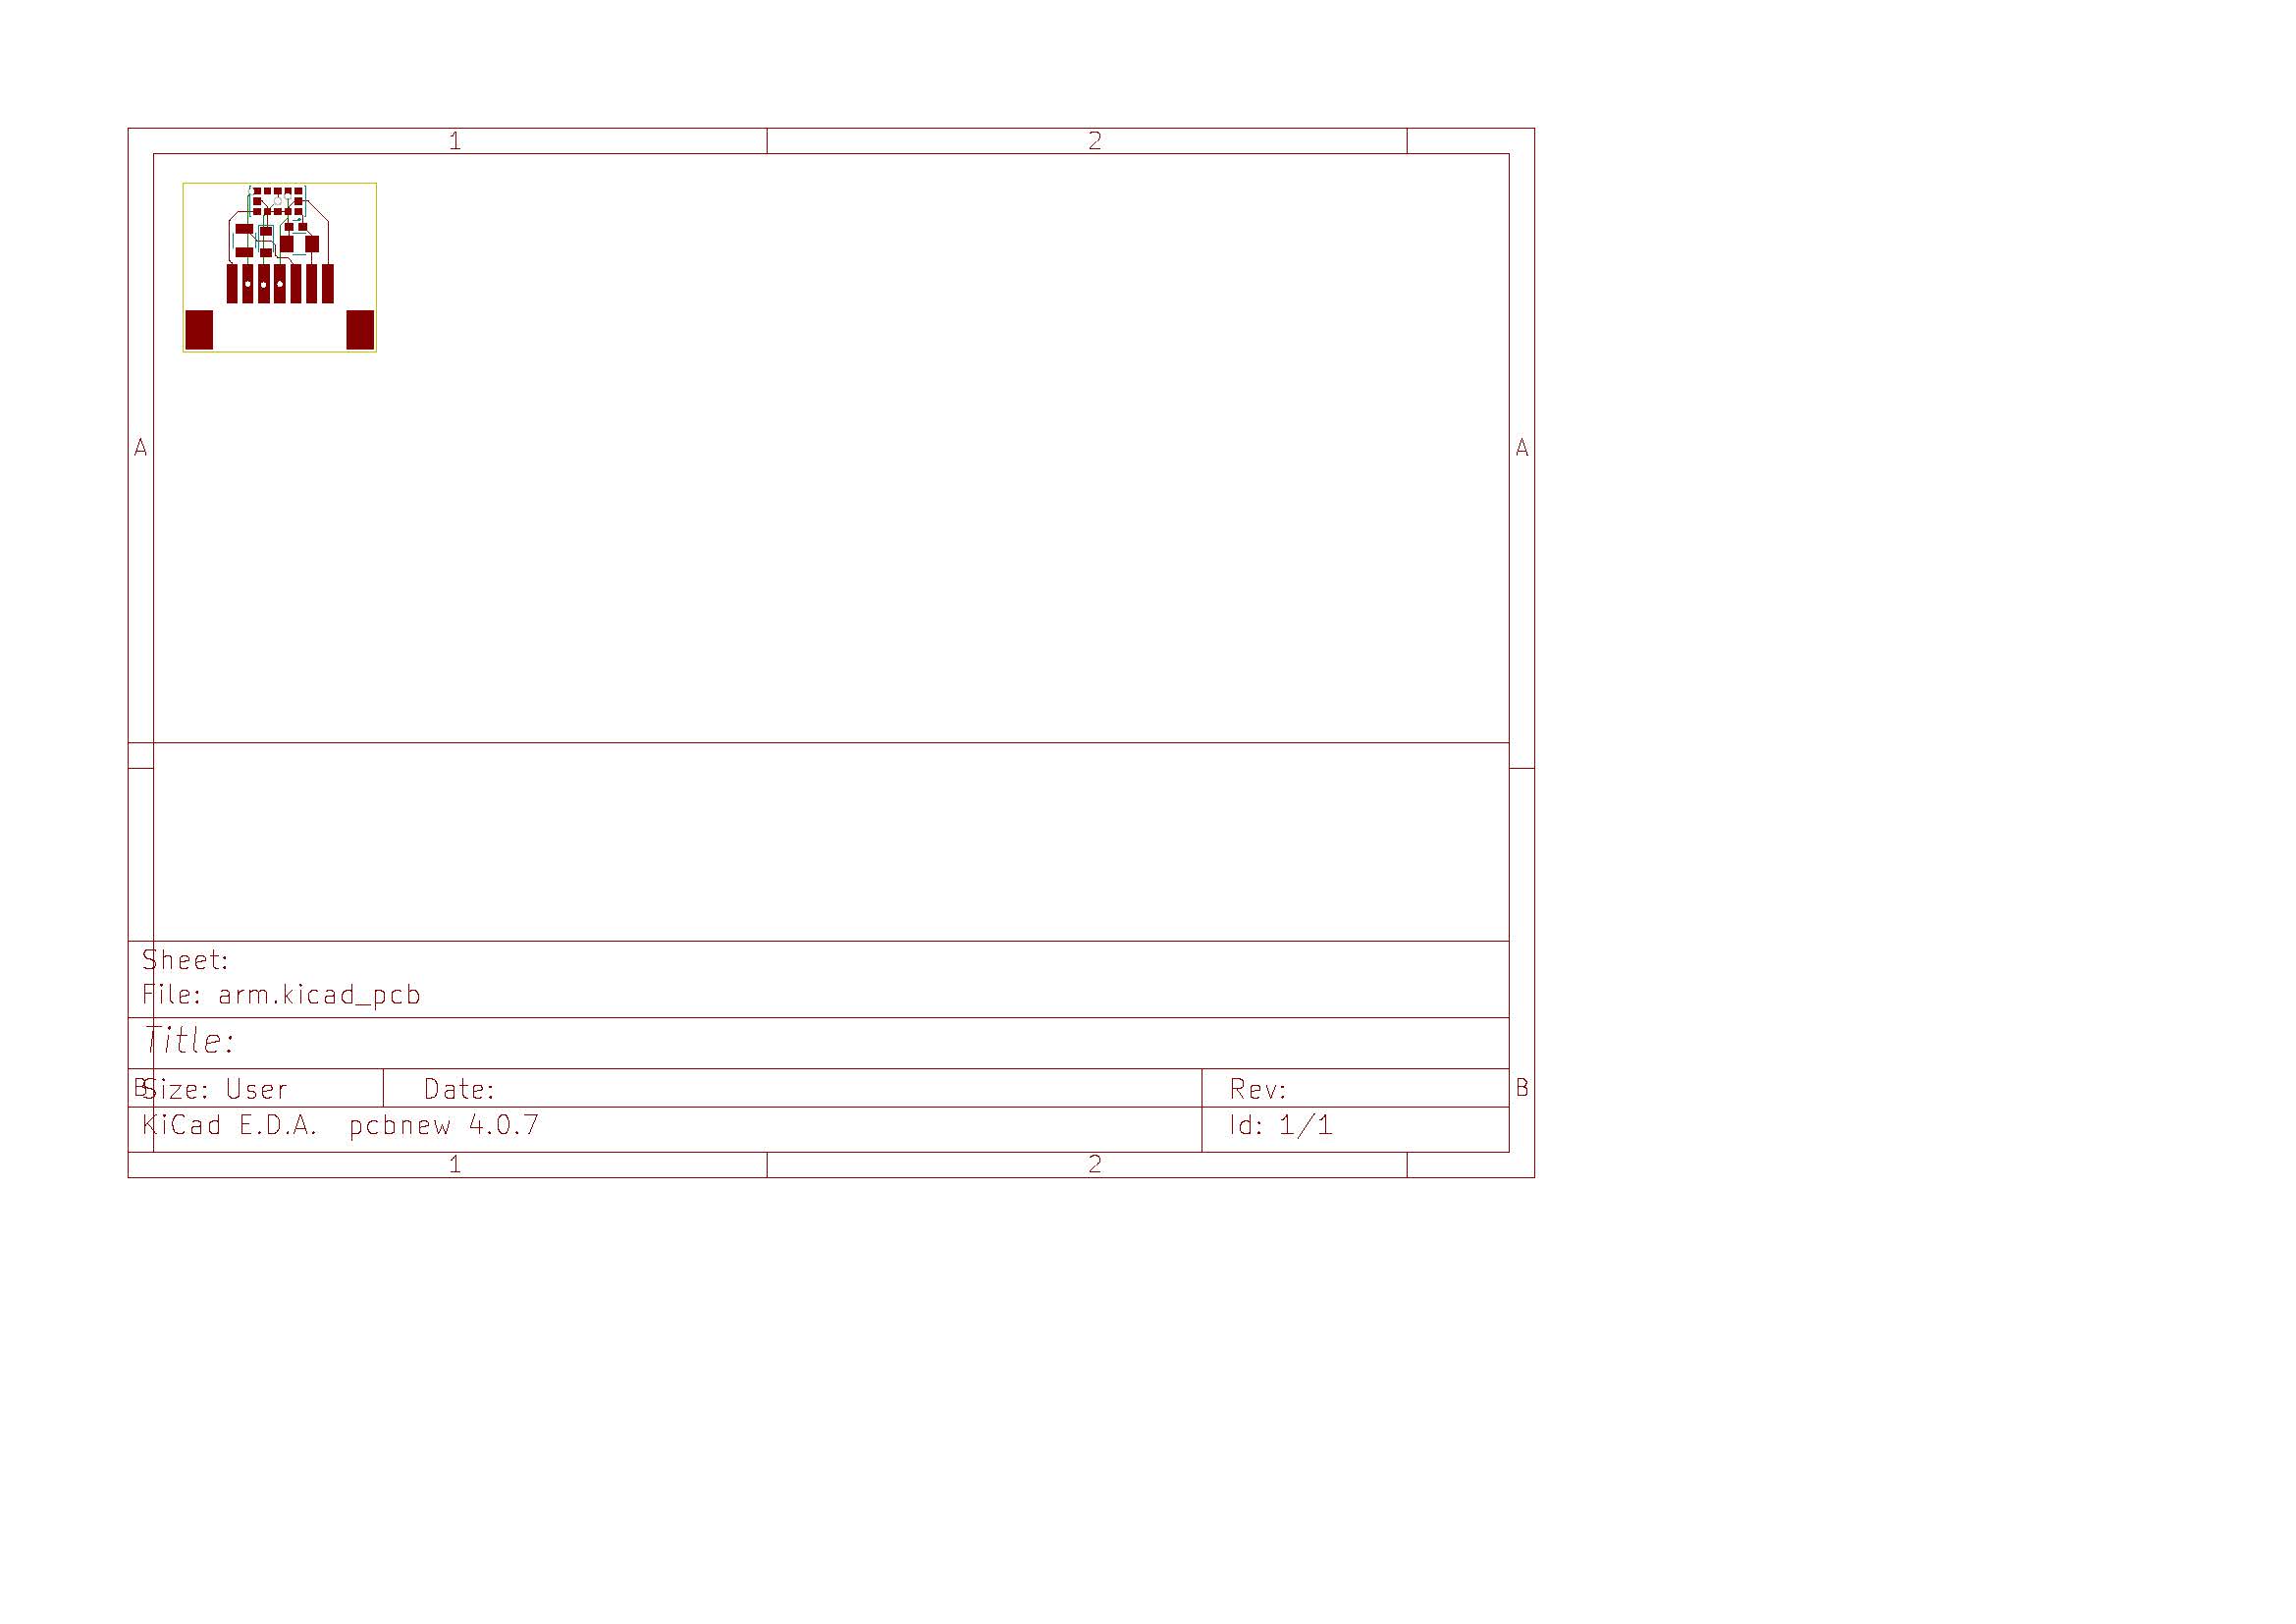 1 2
A A
Sheet:
File: arm.kicad_pcb
Title:
B Size: User Date: Rev: B
KiCad E.D.A. pcbnew 4.0.7 Id: 1/1
1 2